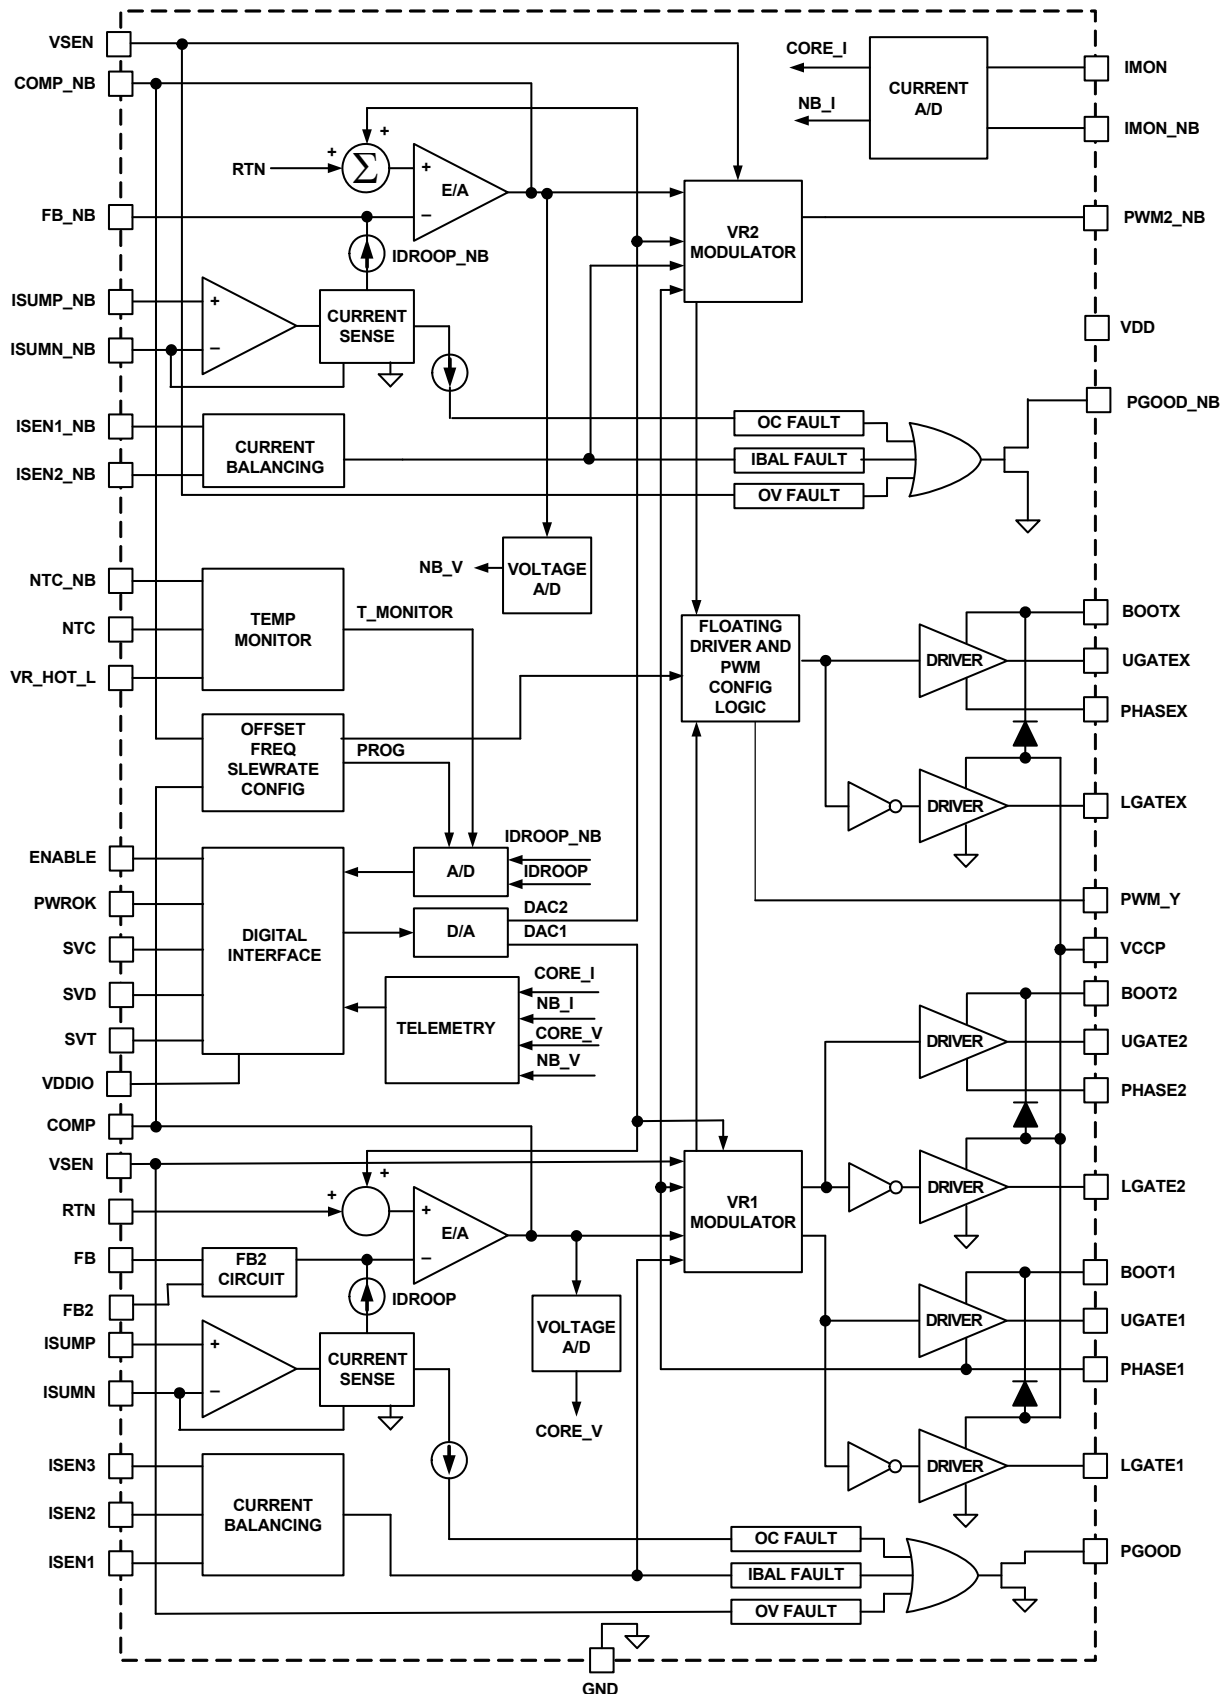 VSEN
COMP_NB
CORE_I
NB_I
CURRENT
A/D
IMON
IMON_NB
+
+
RTN
Σ
+
E/A
−
FB_NB
IDROOP_NB
VR2
MODULATOR
PWM2_NB
ISUMP_NB
+
ISUMN_NB
−
CURRENT
SENSE
VDD
PGOOD_NB
ISEN1_NB
ISEN2_NB
CURRENT
BALANCING
OC FAULT
IBAL FAULT
OV FAULT
NB_V
VOLTAGE
A/D
NTC_NB
NTC
VR_HOT_L
TEMP
MONITOR
T_MONITOR
FLOATING
DRIVER AND
PWM
CONFIG
LOGIC
DRIVER
BOOTX
UGATEX
PHASEX
OFFSET
FREQ
SLEWRATE
CONFIG
PROG
DRIVER
LGATEX
ENABLE
PWROK
SVC
SVD
SVT
VDDIO
DIGITAL
INTERFACE
A/D
IDROOP_NB
IDROOP
D/A
DAC2
DAC1
TELEMETRY
CORE_I
NB_I
CORE_V
NB_V
PWM_Y
VCCP
BOOT2
DRIVER
UGATE2
PHASE2
COMP
VSEN
RTN
+
+
+
E/A
−
VR1
MODULATOR
DRIVER
LGATE2
FB
FB2
FB2
CIRCUIT
IDROOP
BOOT1
DRIVER
UGATE1
PHASE1
ISUMP
+
ISUMN
−
CURRENT
SENSE
VOLTAGE
A/D
CORE_V
DRIVER
LGATE1
ISEN3
ISEN2
ISEN1
CURRENT
BALANCING
OC FAULT
IBAL FAULT
OV FAULT
PGOOD
GND